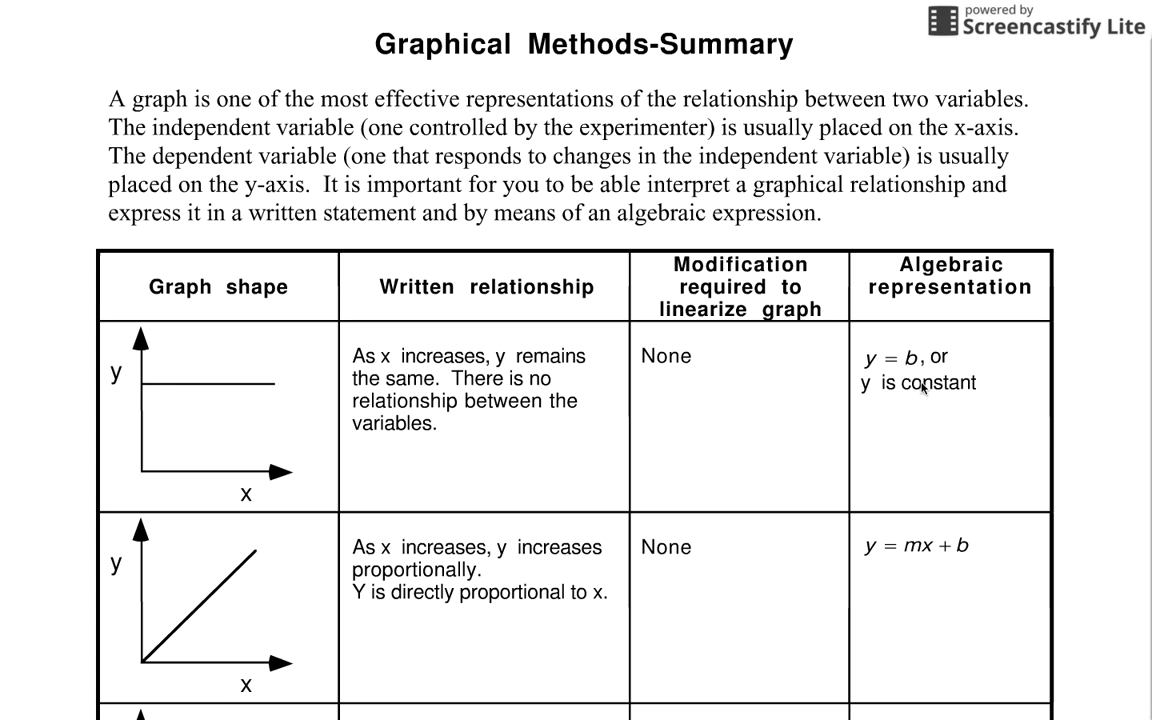 powered by
Screencastify Lite
Graphical Methods-Summary
A graph is one of the most effective representations of the relationship between two variables.
The independent variable (one controlled by the experimenter) is usually placed on the x-axis.
The dependent variable (one that responds to changes in the independent variable) is usually
placed on the y-axis. It is important for you to be able interpret a graphical relationship and
express it in a written statement and by means of an algebraic expression.
Graph shape
Written relationship
Modification
required to
linearize graph
Algebraic
representation
y
x
As x increases, y remains
the same. There is no
relationship between the
variables.
None
y = b, or
y is constant
y
x
As x increases, y increases
proportionally.
Y is directly proportional to x.
None
y = mx + b